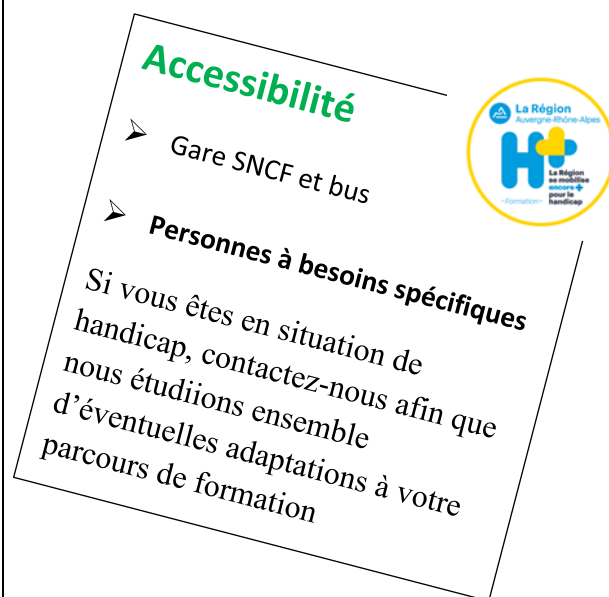 Accessibilité
➢ Gare SNCF et bus
➢ Personnes à besoins spécifiques
Si vous êtes en situation de
handicap, contactez-nous afin que
nous étudiions ensemble
d’éventuelles adaptations à votre
parcours de formation
La Région
Auvergne-Rhône-Alpes
H+
La Région
se mobilise
encore +
pour le
handicap
~Formation~